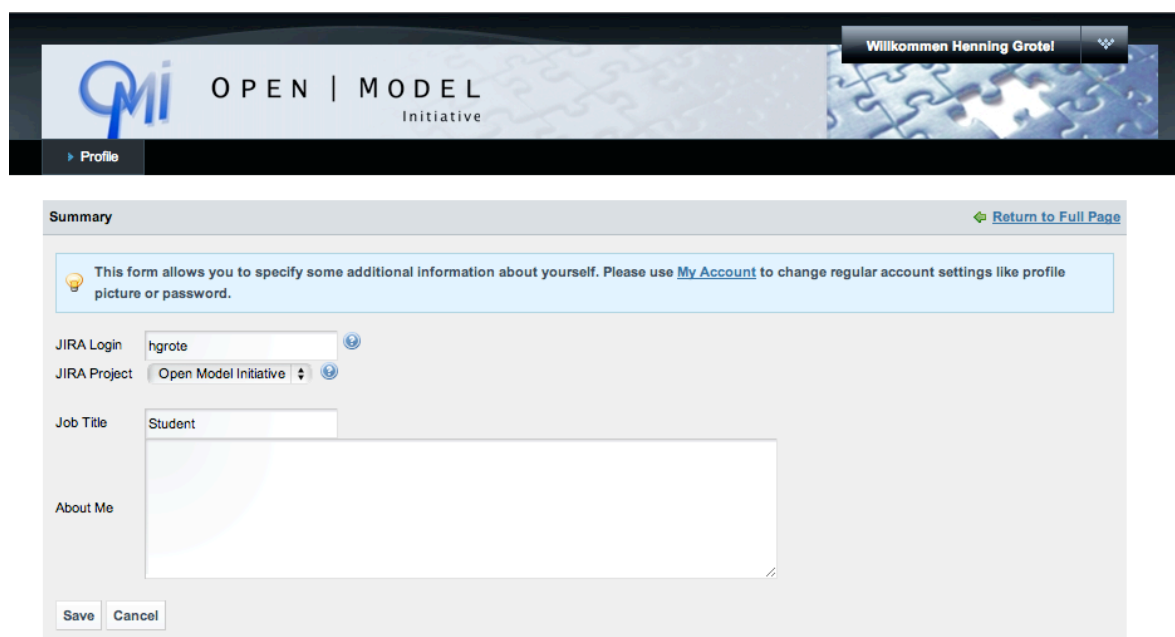 Willkommen Henning Grote!
OMi
OPEN | MODEL
Initiative
Profile
Summary
Return to Full Page
This form allows you to specify some additional information about yourself. Please use My Account to change regular account settings like profile
picture or password.
JIRA Login hgrote
JIRA Project Open Model Initiative
Job Title Student
About Me
Save Cancel